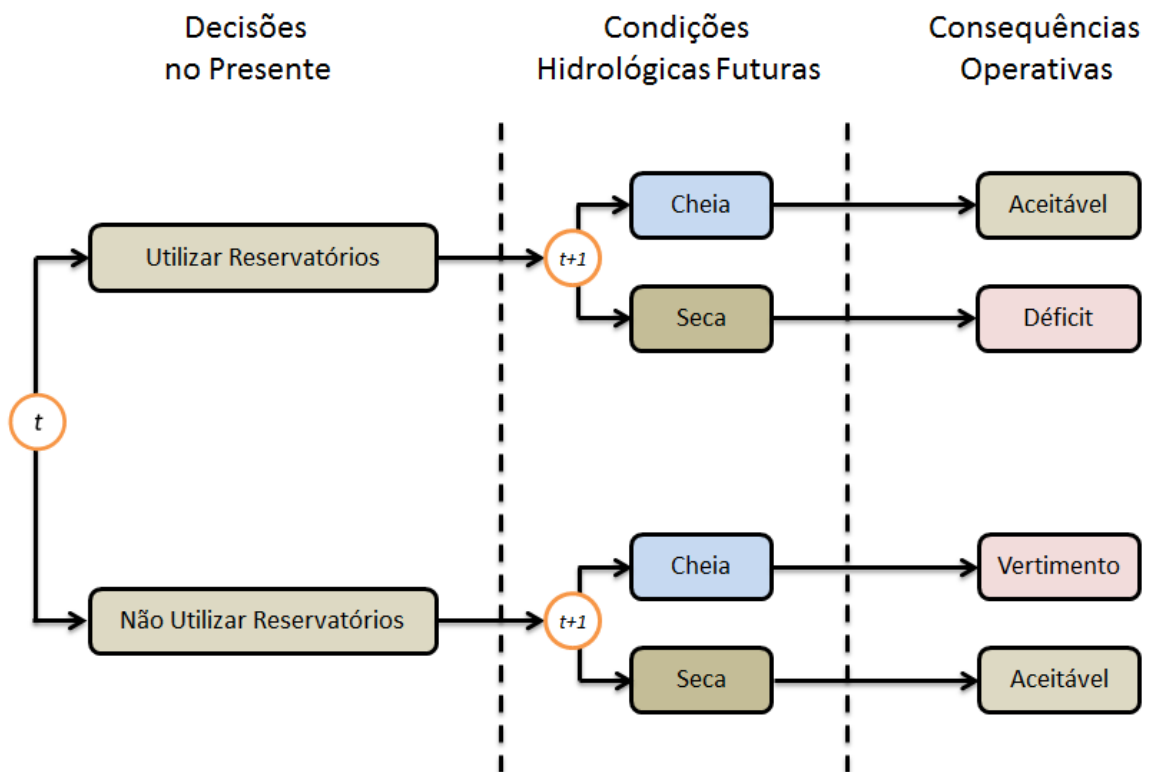 Decisões
no Presente
Condições
Hidrológicas Futuras
Consequências
Operativas
Cheia
Aceitável
Utilizar Reservatórios
t+1
Seca
Déficit
t
Cheia
Vertimento
Não Utilizar Reservatórios
t+1
Seca
Aceitável